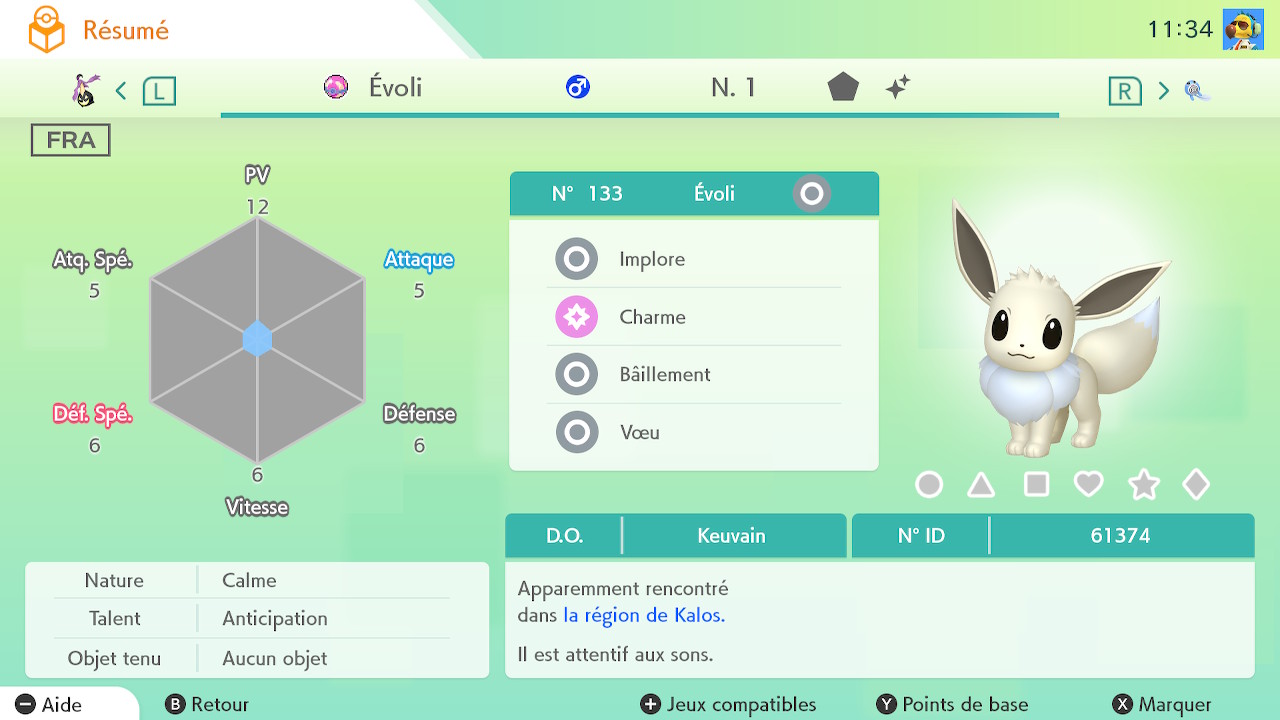 Résumé
11:34
L
Évoli
N. 1
R
FRA
PV
12
Atq. Spé.
5
Attaque
5
Déf. Spé.
6
Défense
6
6
Vitesse
N° 133 Évoli
Implore
Charme
Bâillement
Vœu
D.O. Keuvain
N° ID 61374
Nature Calme
Talent Anticipation
Objet tenu Aucun objet
Apparemment rencontré
dans la région de Kalos.
Il est attentif aux sons.
Aide
B Retour
Jeux compatibles
Y Points de base
X Marquer